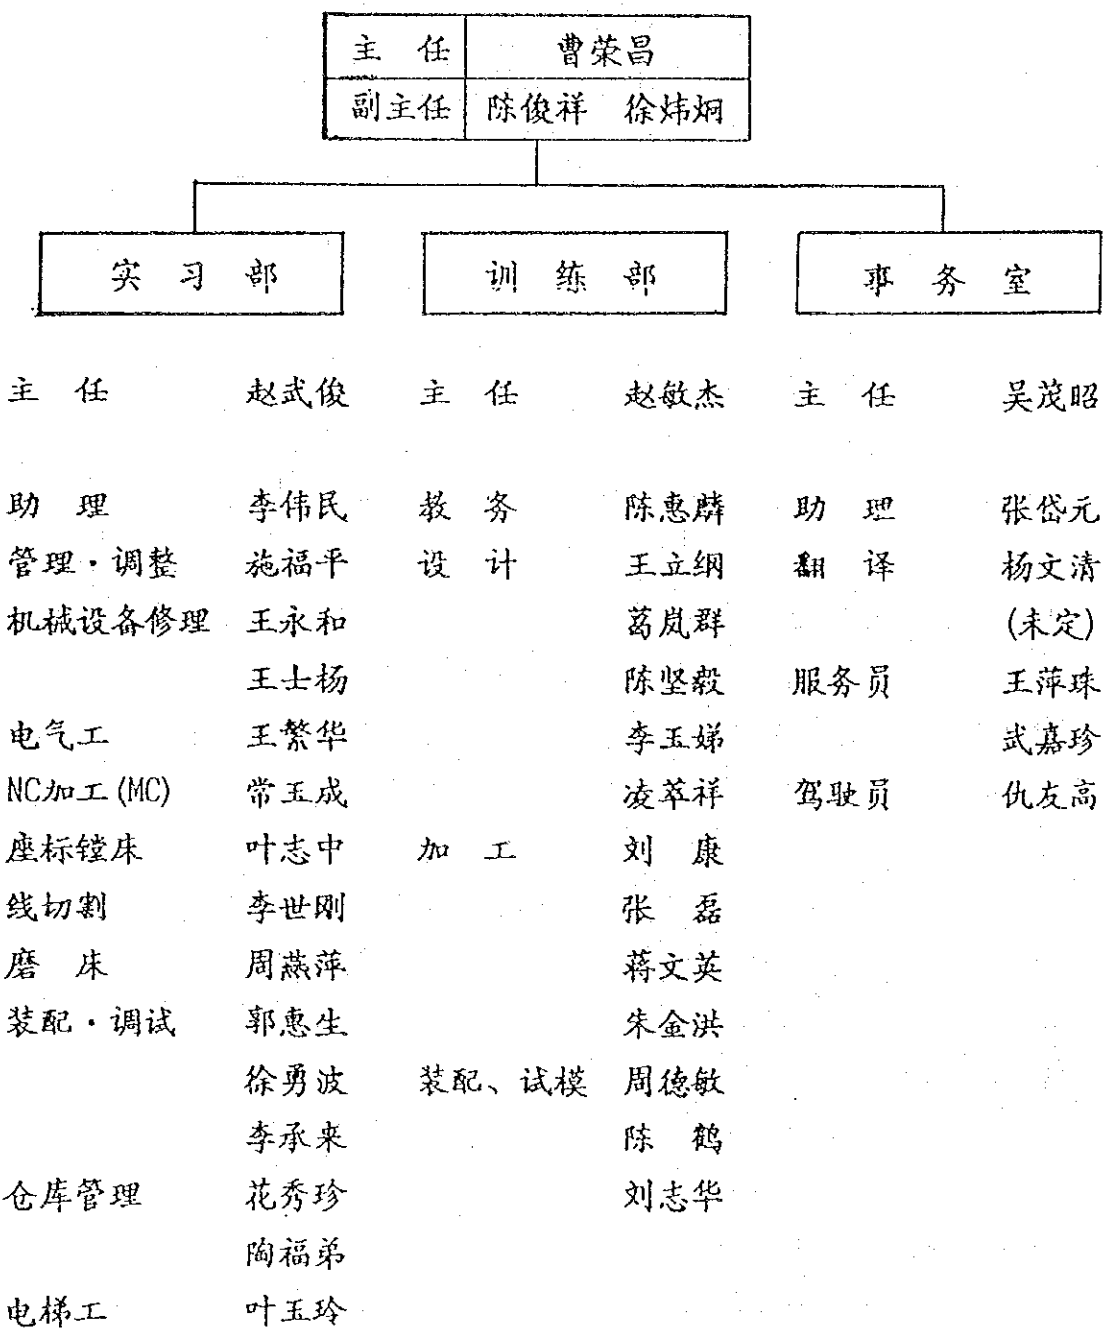 主 任 曹荣昌
副主任 陈俊祥 徐炜炯
实 习 部 训 练 部 事 务 室
主 任 赵武俊 主 任 赵敏杰 主 任 吴茂昭
助 理 李伟民 教 务 陈惠麟 助 理 张岱元
管理·调整 施福平 设 计 王立纲 翻 译 杨文清
机械设备修理 王永和 葛岚群 (未定)
王士杨 陈坚毅 服务员 王萍珠
电气工 王繁华 李玉娣 武嘉珍
NC加工(MC) 常玉成 凌萃祥 驾驶员 仇友高
座标镗床 叶志中 加 工 刘 康
线切割 李世刚 张 磊
磨 床 周燕萍 蒋文英
装配·调试 郭惠生 朱金洪
徐勇波 装配、试模 周德敏
李承来 陈 鹤
仓库管理 花秀珍 刘志华
陶福弟
电梯工 叶玉玲